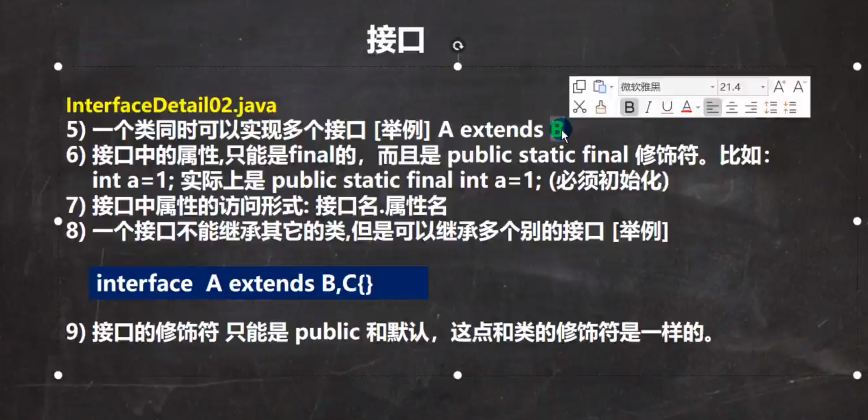 接口
微软雅黑 21.4 A A
B I U A
InterfaceDetail02.java
5) 一个类同时可以实现多个接口 [举例] A extends B
6) 接口中的属性,只能是final的，而且是 public static final 修饰符。比如：
int a=1; 实际上是 public static final int a=1; (必须初始化)
7) 接口中属性的访问形式: 接口名.属性名
8) 一个接口不能继承其它的类,但是可以继承多个别的接口 [举例]
interface A extends B,C{}
9) 接口的修饰符 只能是 public 和默认，这点和类的修饰符是一样的。